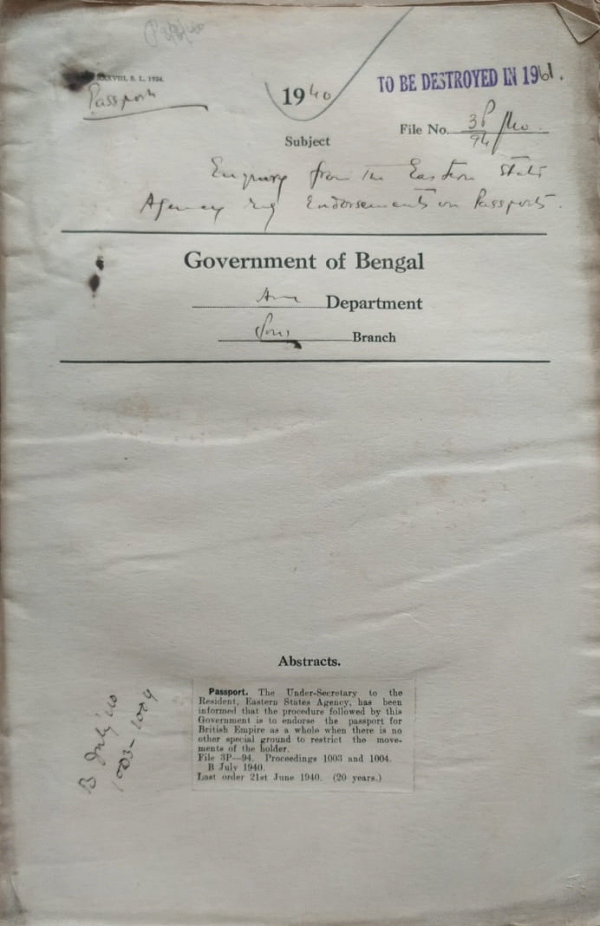 1940
TO BE DESTROYED IN 1961.
Passport
Subject
File No. 3P/94/40
Enquiry from the Eastern States
Agency reg Endorsements on Passports.
Government of Bengal
Department
Branch
Abstracts.
Passport. The Under-Secretary to the
Resident, Eastern States Agency, has been
informed that the procedure followed by this
Government is to endorse the passport for
British Empire as a whole when there is no
other special ground to restrict the move-
ments of the holder.
File 3P—94. Proceedings 1003 and 1004.
B July 1940.
Last order 21st June 1940. (20 years.)
B July '40
1003-1004